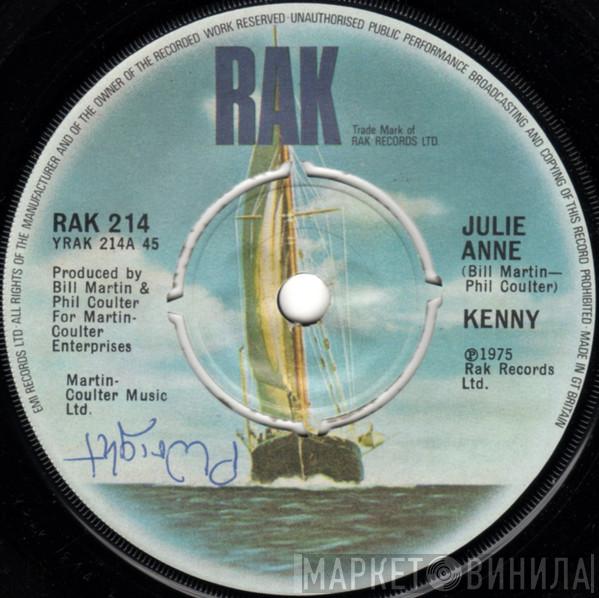 EMI RECORDS LTD · ALL RIGHTS OF THE MANUFACTURER AND OF THE OWNER OF THE RECORDED WORK RESERVED · UNAUTHORISED PUBLIC PERFORMANCE BROADCASTING AND COPYING OF THIS RECORD PROHIBITED · MADE IN GT BRITAIN
RAK
Trade Mark of
RAK RECORDS LTD.
RAK 214
YRAK 214A 45
Produced by
Bill Martin &
Phil Coulter
For Martin-
Coulter
Enterprises
Martin-
Coulter Music
Ltd.
JULIE
ANNE
(Bill Martin—
Phil Coulter)
KENNY
℗1975
Rak Records
Ltd.
PWright
МАРКЕТ ВИНИЛА